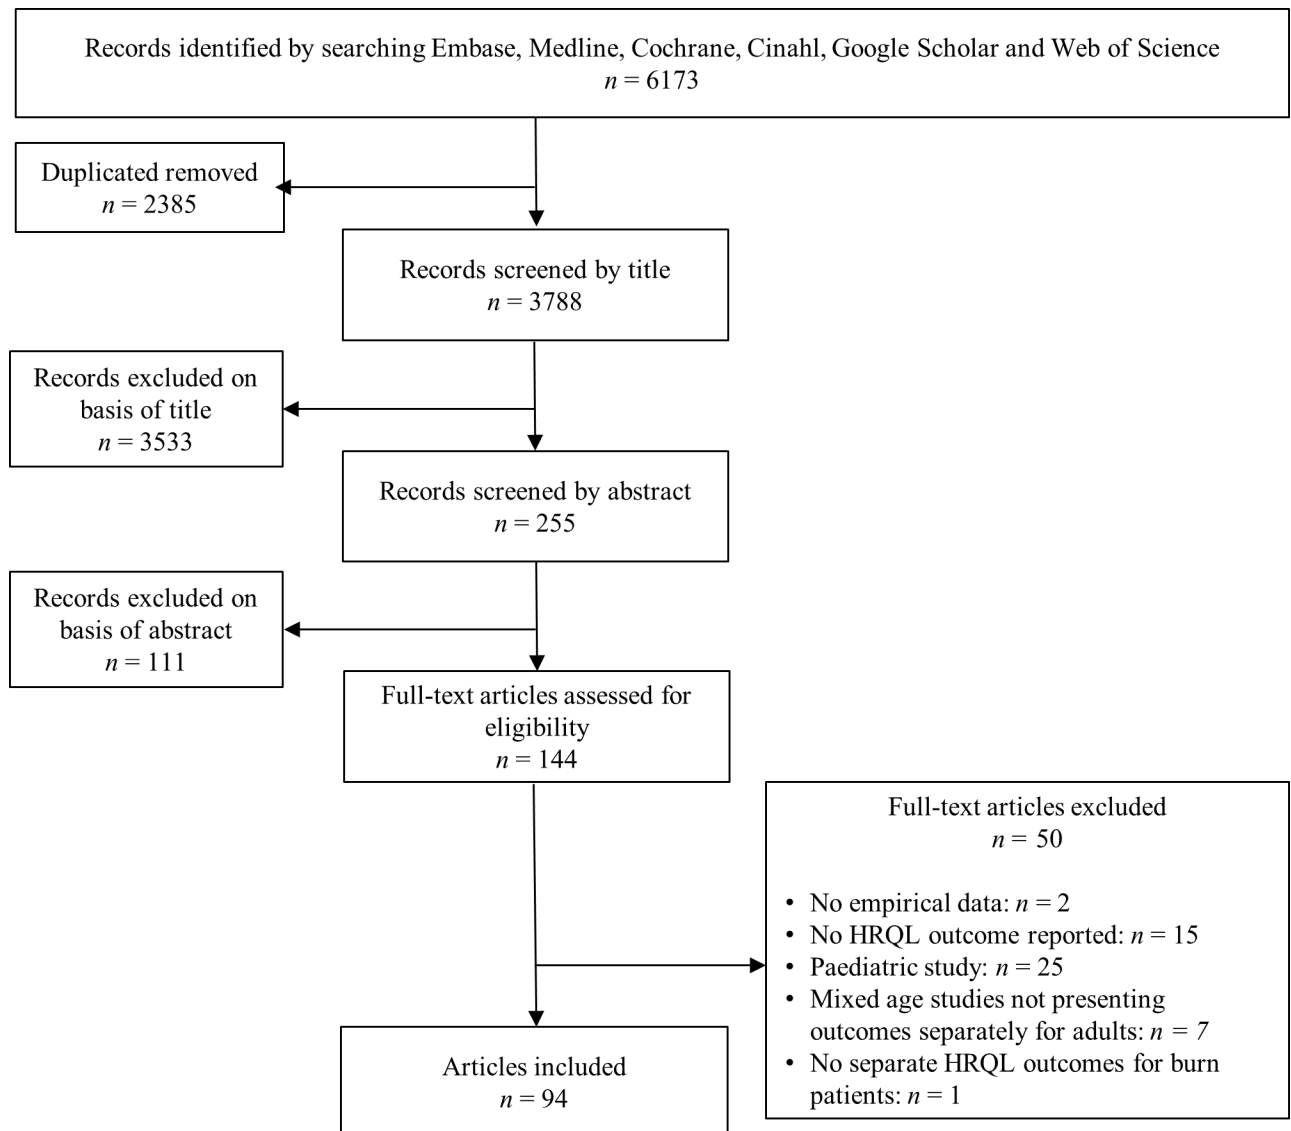 Records identified by searching Embase, Medline, Cochrane, Cinahl, Google Scholar and Web of Science
n = 6173
Duplicated removed
n = 2385
Records screened by title
n = 3788
Records excluded on
basis of title
n = 3533
Records screened by abstract
n = 255
Records excluded on
basis of abstract
n = 111
Full-text articles assessed for
eligibility
n = 144
Full-text articles excluded
n = 50
• No empirical data: n = 2
• No HRQL outcome reported: n = 15
• Paediatric study: n = 25
• Mixed age studies not presenting
outcomes separately for adults: n = 7
• No separate HRQL outcomes for burn
patients: n = 1
Articles included
n = 94